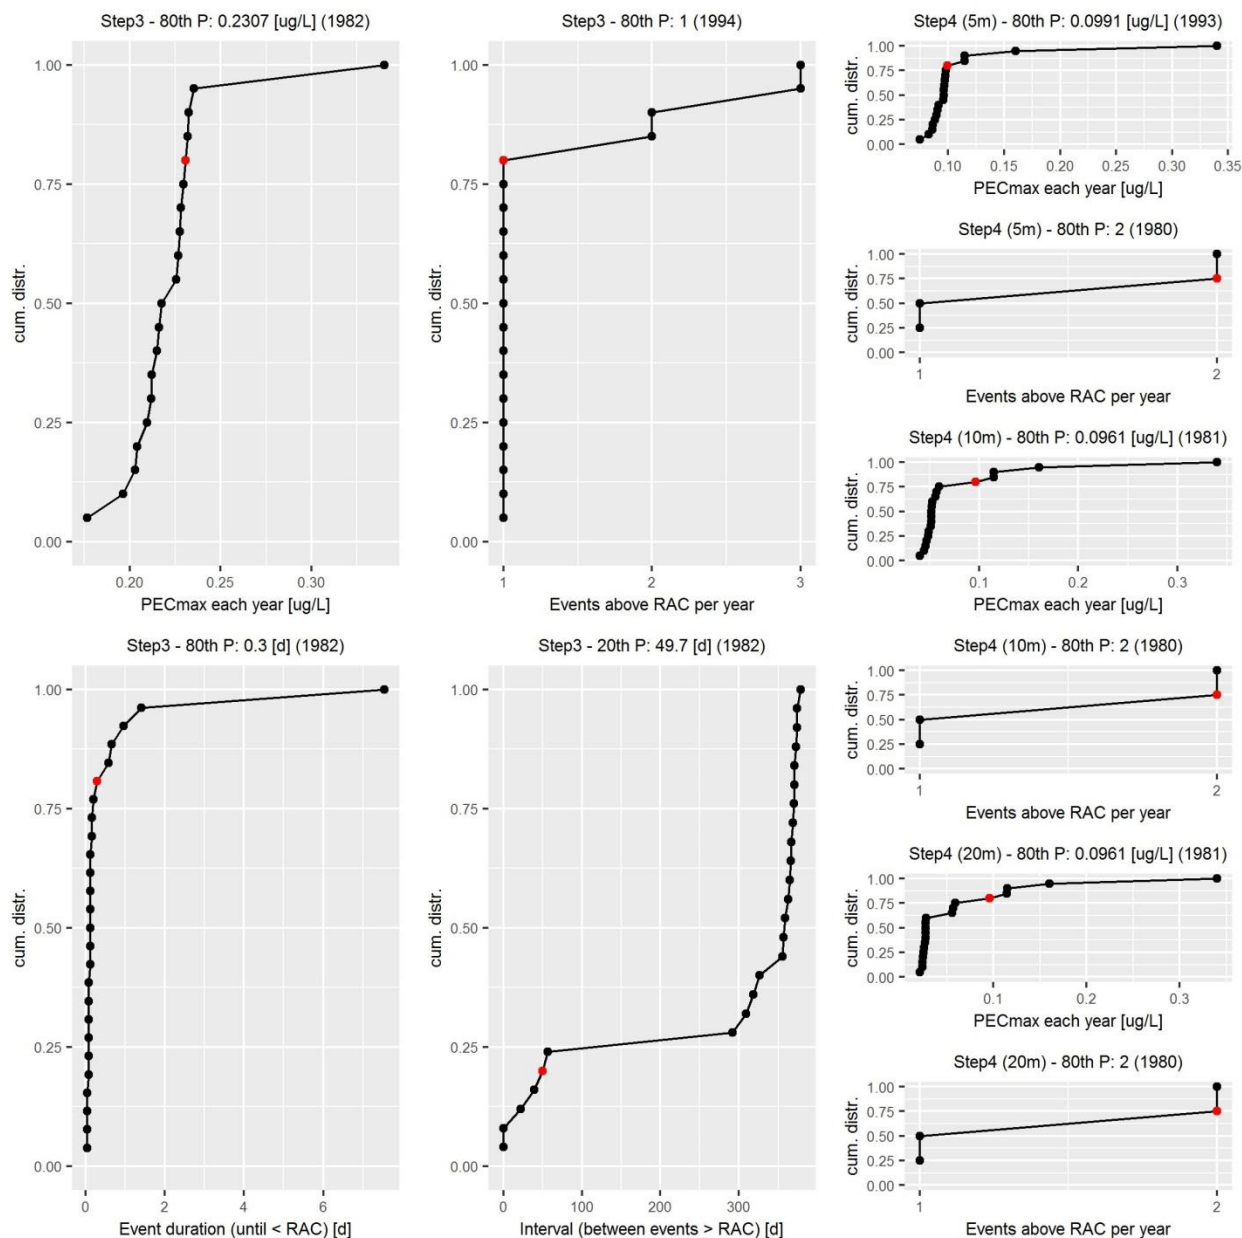 Step3 - 80th P: 0.2307 [ug/L] (1982)
1.00
0.75
0.50
0.25
0.00
cum. distr.
0.20 0.25 0.30
PECmax each year [ug/L]
Step3 - 80th P: 1 (1994)
1.00
0.75
0.50
0.25
0.00
cum. distr.
1 2 3
Events above RAC per year
Step4 (5m) - 80th P: 0.0991 [ug/L] (1993)
1.00
0.75
0.50
0.25
0.00
cum. distr.
0.10 0.15 0.20 0.25 0.30 0.35
PECmax each year [ug/L]
Step4 (5m) - 80th P: 2 (1980)
1.00
0.75
0.50
0.25
0.00
cum. distr.
1 2
Events above RAC per year
Step4 (10m) - 80th P: 0.0961 [ug/L] (1981)
1.00
0.75
0.50
0.25
0.00
cum. distr.
0.1 0.2 0.3
PECmax each year [ug/L]
Step3 - 80th P: 0.3 [d] (1982)
1.00
0.75
0.50
0.25
0.00
cum. distr.
0 2 4 6
Event duration (until < RAC) [d]
Step3 - 20th P: 49.7 [d] (1982)
1.00
0.75
0.50
0.25
0.00
cum. distr.
0 100 200 300
Interval (between events > RAC) [d]
Step4 (10m) - 80th P: 2 (1980)
1.00
0.75
0.50
0.25
0.00
cum. distr.
1 2
Events above RAC per year
Step4 (20m) - 80th P: 0.0961 [ug/L] (1981)
1.00
0.75
0.50
0.25
0.00
cum. distr.
0.1 0.2 0.3
PECmax each year [ug/L]
Step4 (20m) - 80th P: 2 (1980)
1.00
0.75
0.50
0.25
0.00
cum. distr.
1 2
Events above RAC per year